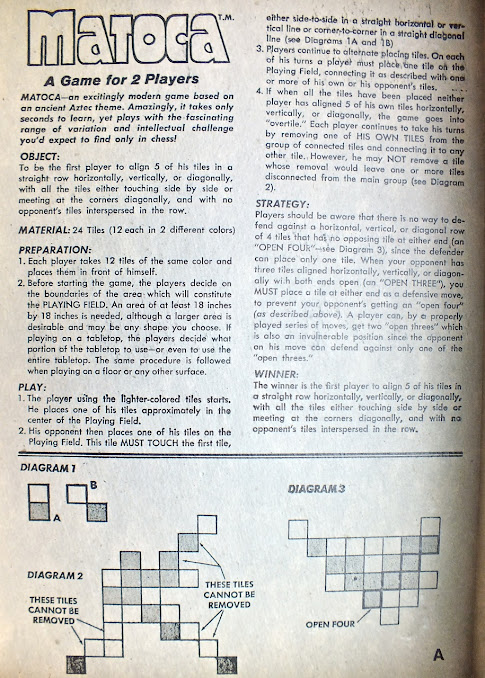 MATOCA T.M.
A Game for 2 Players
MATOCA—an excitingly modern game based on
an ancient Aztec theme. Amazingly, it takes only
seconds to learn, yet plays with the fascinating
range of variation and intellectual challenge
you'd expect to find only in chess!
OBJECT:
To be the first player to align 5 of his tiles in a
straight row horizontally, vertically, or diagonally,
with all the tiles either touching side by side or
meeting at the corners diagonally, and with no
opponent's tiles interspersed in the row.
MATERIAL: 24 Tiles (12 each in 2 different colors)
PREPARATION:
1. Each player takes 12 tiles of the same color and
places them in front of himself.
2. Before starting the game, the players decide on
the boundaries of the area which will constitute
the PLAYING FIELD. An area of at least 18 inches
by 18 inches is needed, although a larger area is
desirable and may be any shape you choose. If
playing on a tabletop, the players decide what
portion of the tabletop to use—or even to use the
entire tabletop. The same procedure is followed
when playing on a floor or any other surface.
PLAY:
1. The player using the lighter-colored tiles starts.
He places one of his tiles approximately in the
center of the Playing Field.
2. His opponent then places one of his tiles on the
Playing Field. This tile MUST TOUCH the first tile,
either side-to-side in a straight horizontal or ver-
tical line or corner-to-corner in a straight diagonal
line (see Diagrams 1A and 1B)
3. Players continue to alternate placing tiles. On each
of his turns a player must place one tile on the
Playing Field, connecting it as described with one
or more of his own or his opponent's tiles.
4. If when all the tiles have been placed neither
player has aligned 5 of his own tiles horizontally,
vertically, or diagonally, the game goes into
"overtile." Each player continues to take his turns
by removing one of HIS OWN TILES from the
group of connected tiles and connecting it to any
other tile. However, he may NOT remove a tile
whose removal would leave one or more tiles
disconnected from the main group (see Diagram
2).
STRATEGY:
Players should be aware that there is no way to de-
fend against a horizontal, vertical, or diagonal row
of 4 tiles that has no opposing tile at either end (an
"OPEN FOUR"—see Diagram 3), since the defender
can place only one tile. When your opponent has
three tiles aligned horizontally, vertically, or diagon-
ally with both ends open (an "OPEN THREE"), you
MUST place a tile at either end as a defensive move,
to prevent your opponent's getting an "open four"
(as described above). A player can, by a properly
played series of moves, get two "open threes" which
is also an invulnerable position since the opponent
on his move can defend against only one of the
"open threes."
WINNER:
The winner is the first player to align 5 of his tiles in
a straight row horizontally, vertically, or diagonally,
with all the tiles either touching side by side or
meeting at the corners diagonally, and with no
opponent's tiles interspersed in the row.
DIAGRAM 1
A
B
DIAGRAM 2
THESE TILES
CANNOT BE
REMOVED
THESE TILES
CANNOT BE
REMOVED
DIAGRAM 3
OPEN FOUR
A